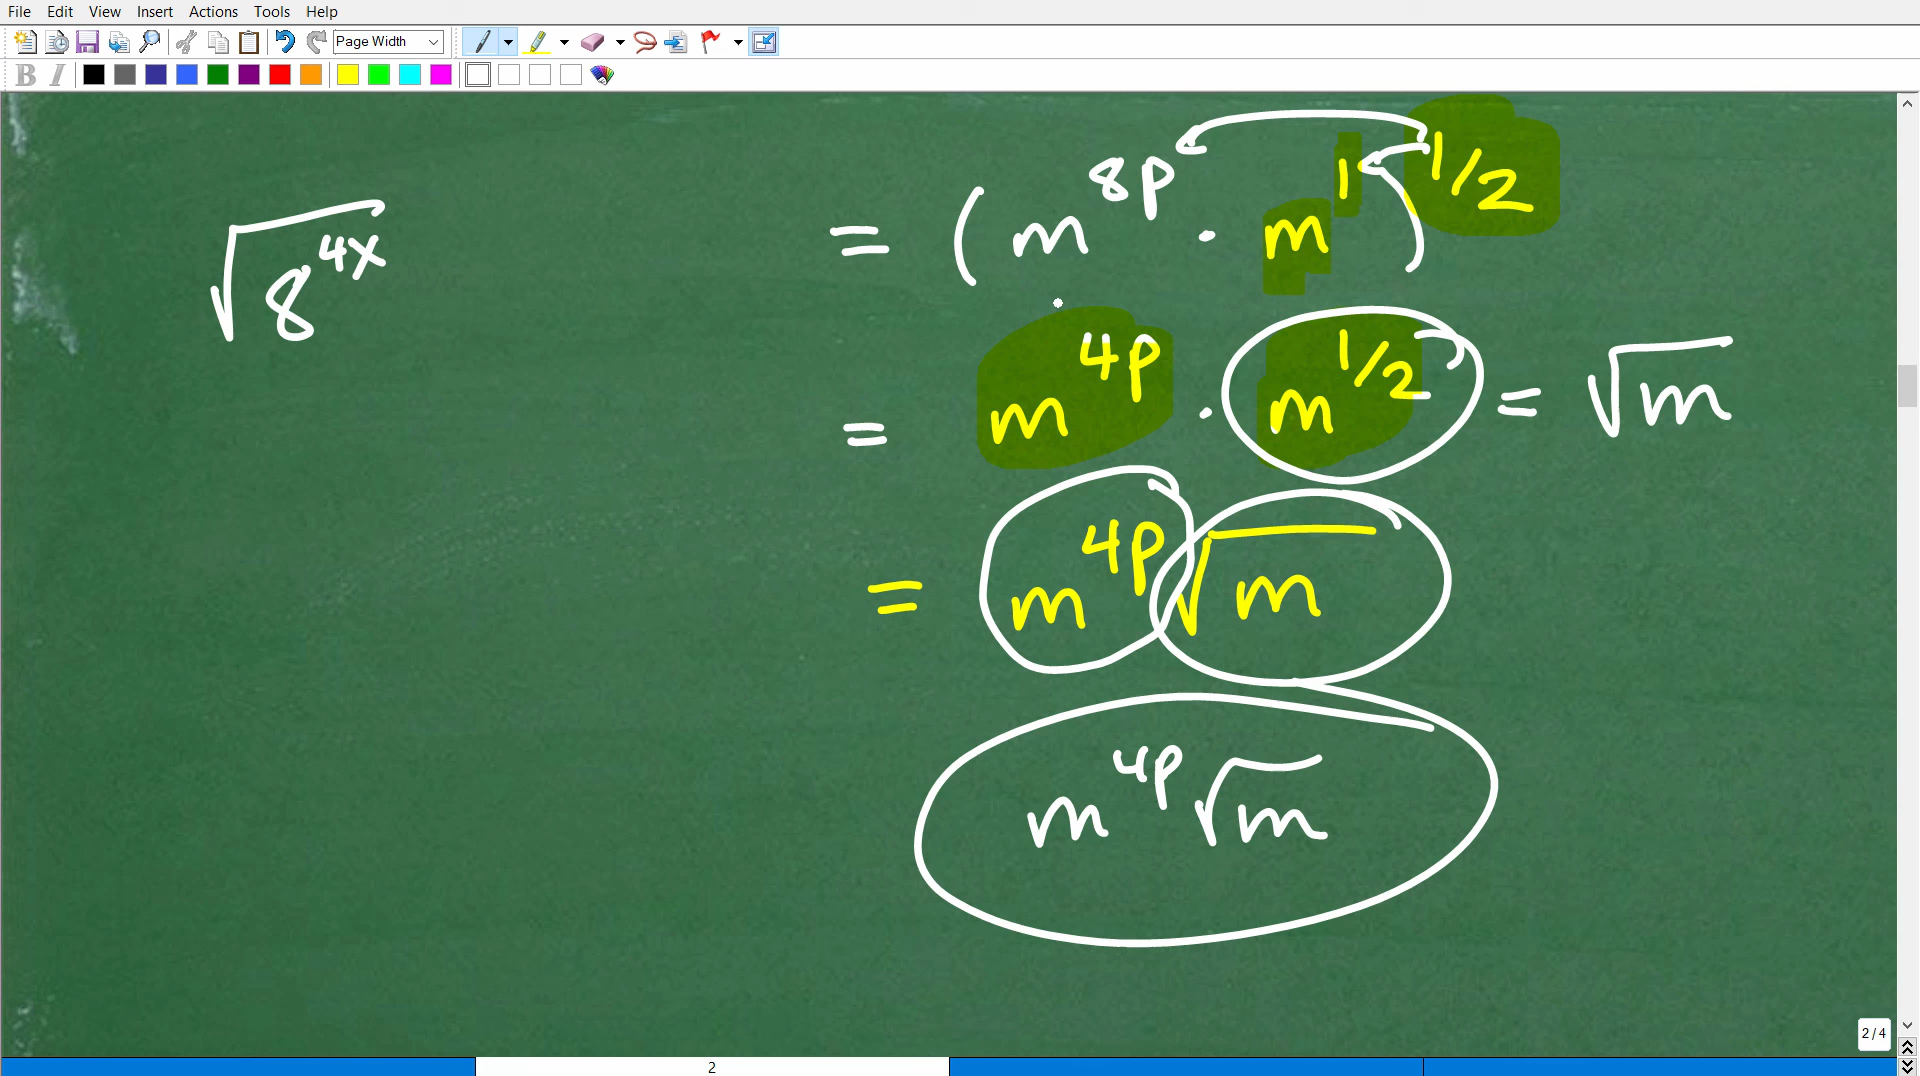 File Edit View Insert Actions Tools Help
Page Width
B I
√8^4x
= (m^8p · m^1)^1/2
= m^4p · m^1/2 = √m
= m^4p √m
m^4p √m
2 / 4
2